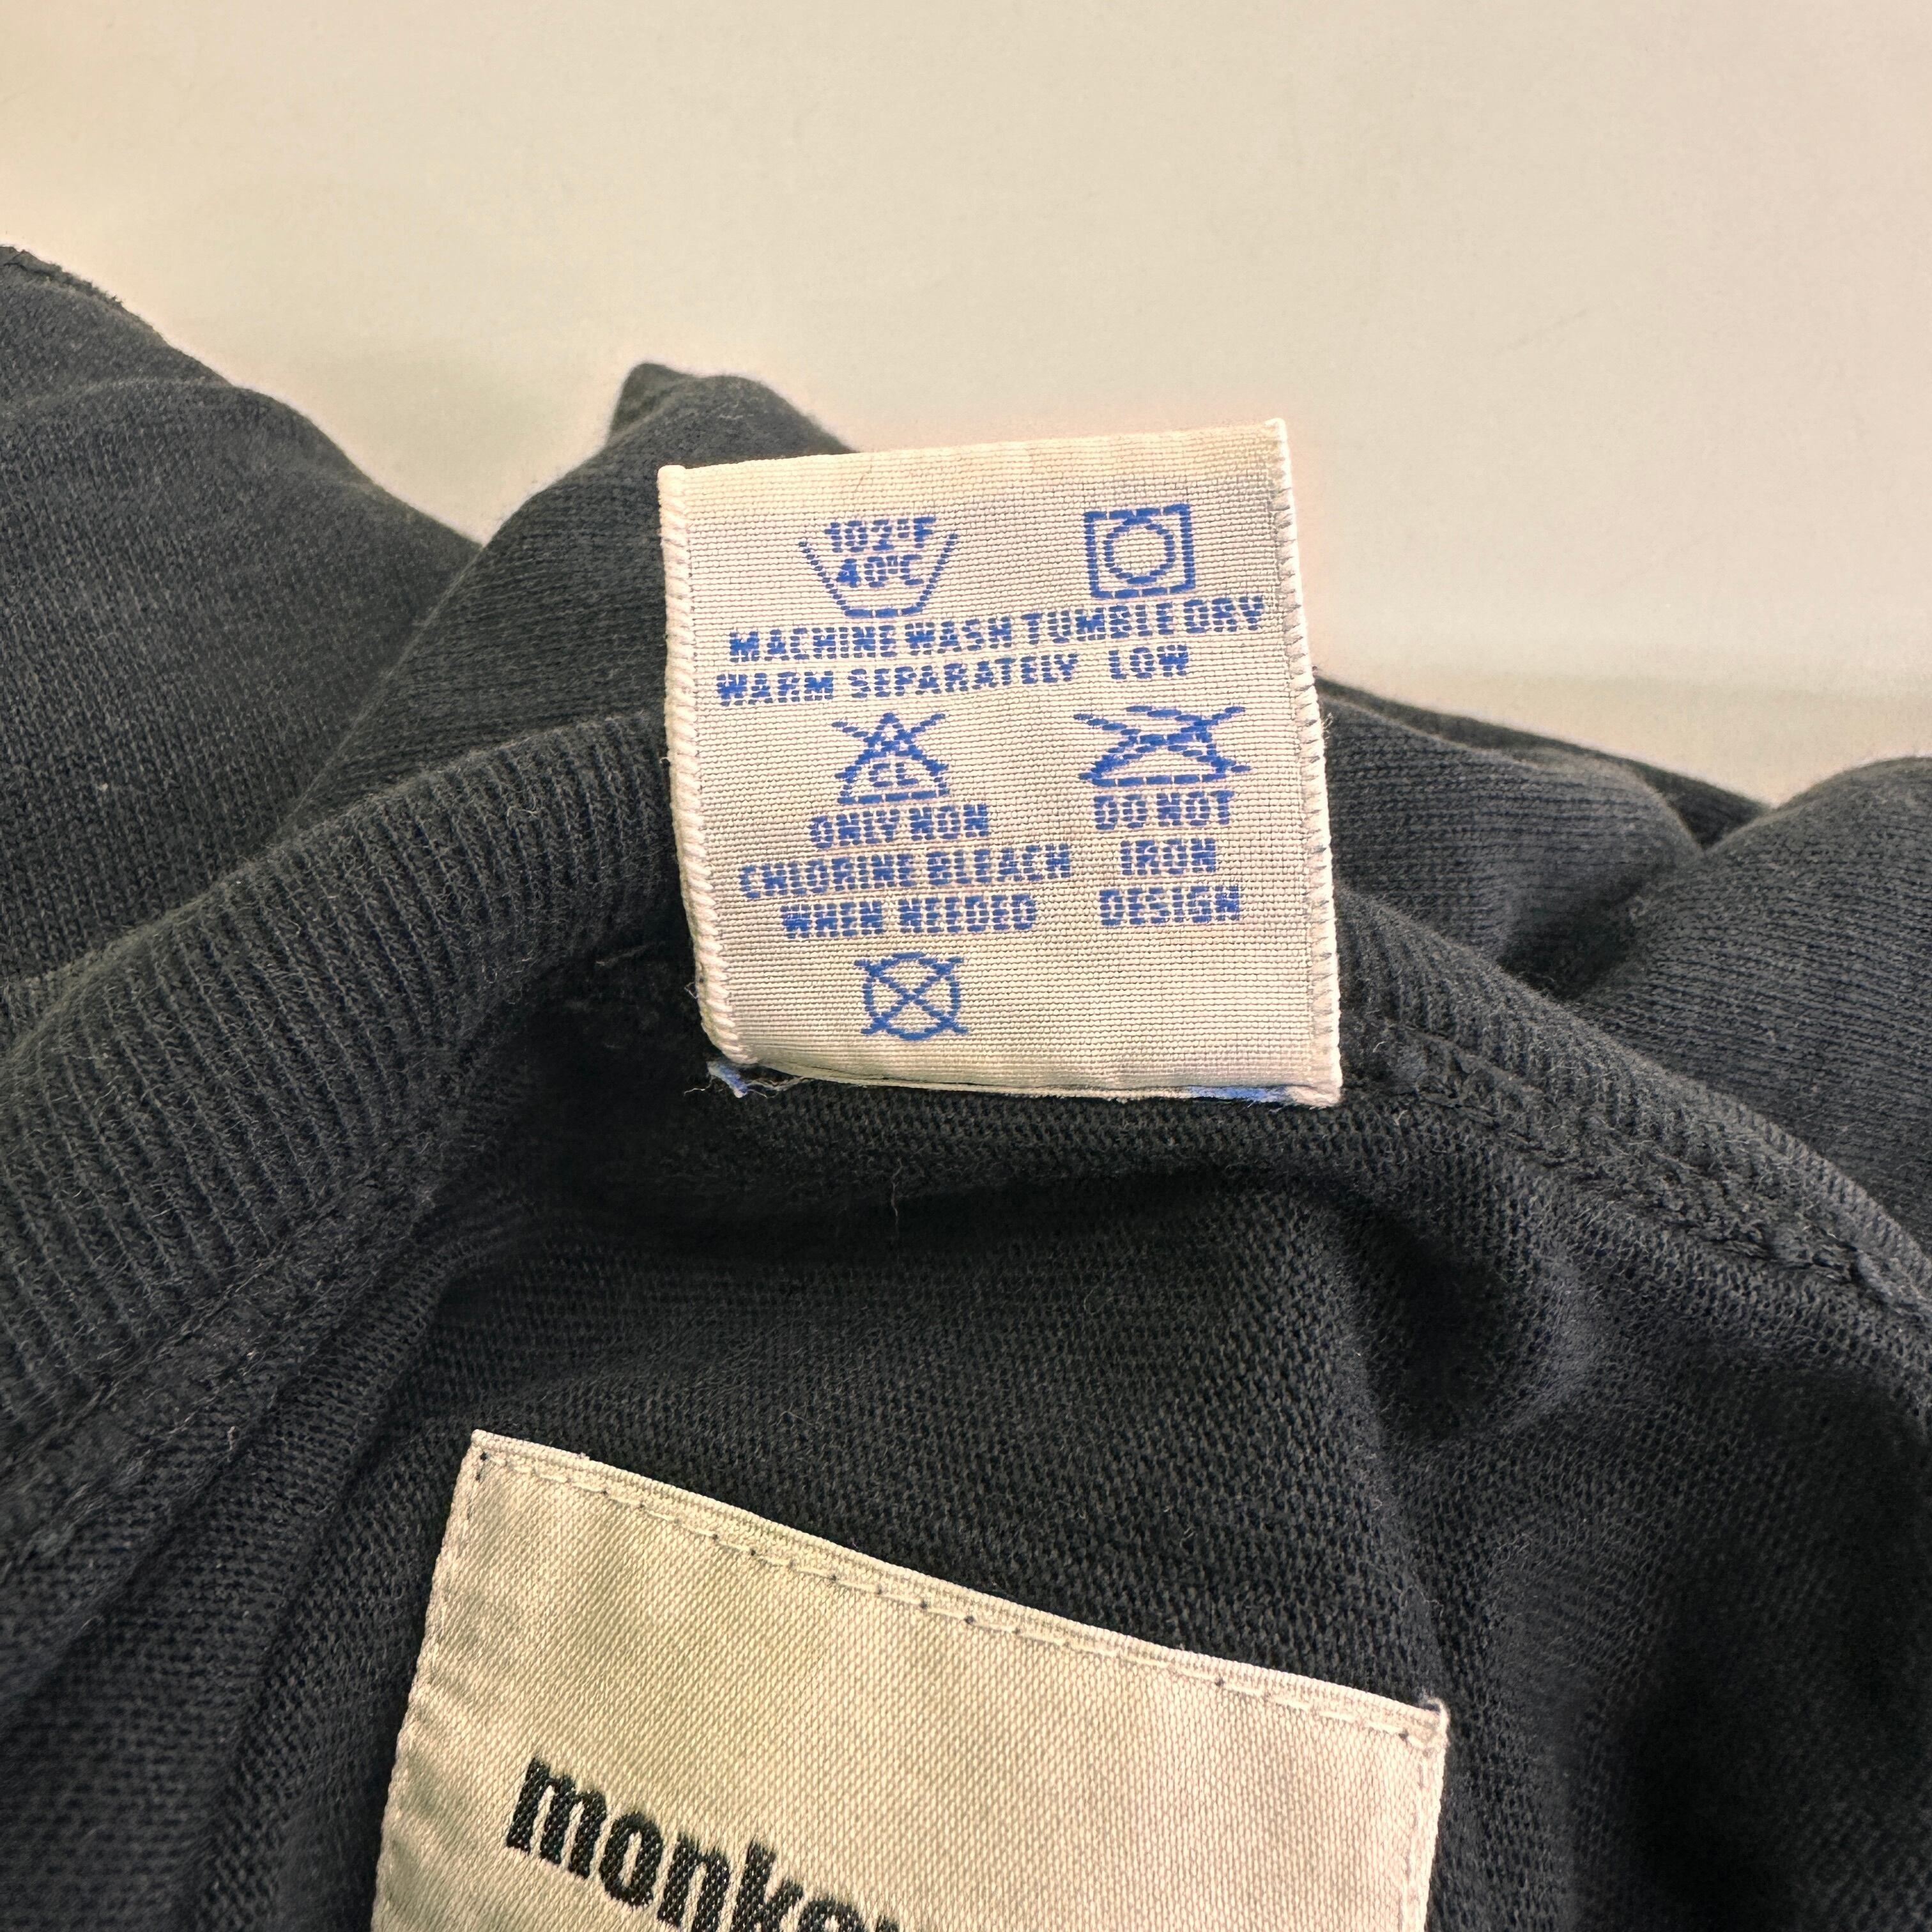 102°F
40°C
MACHINE WASH TUMBLE DRY
WARM SEPARATELY LOW
CL
ONLY NON
CHLORINE BLEACH
WHEN NEEDED
DO NOT
IRON
DESIGN